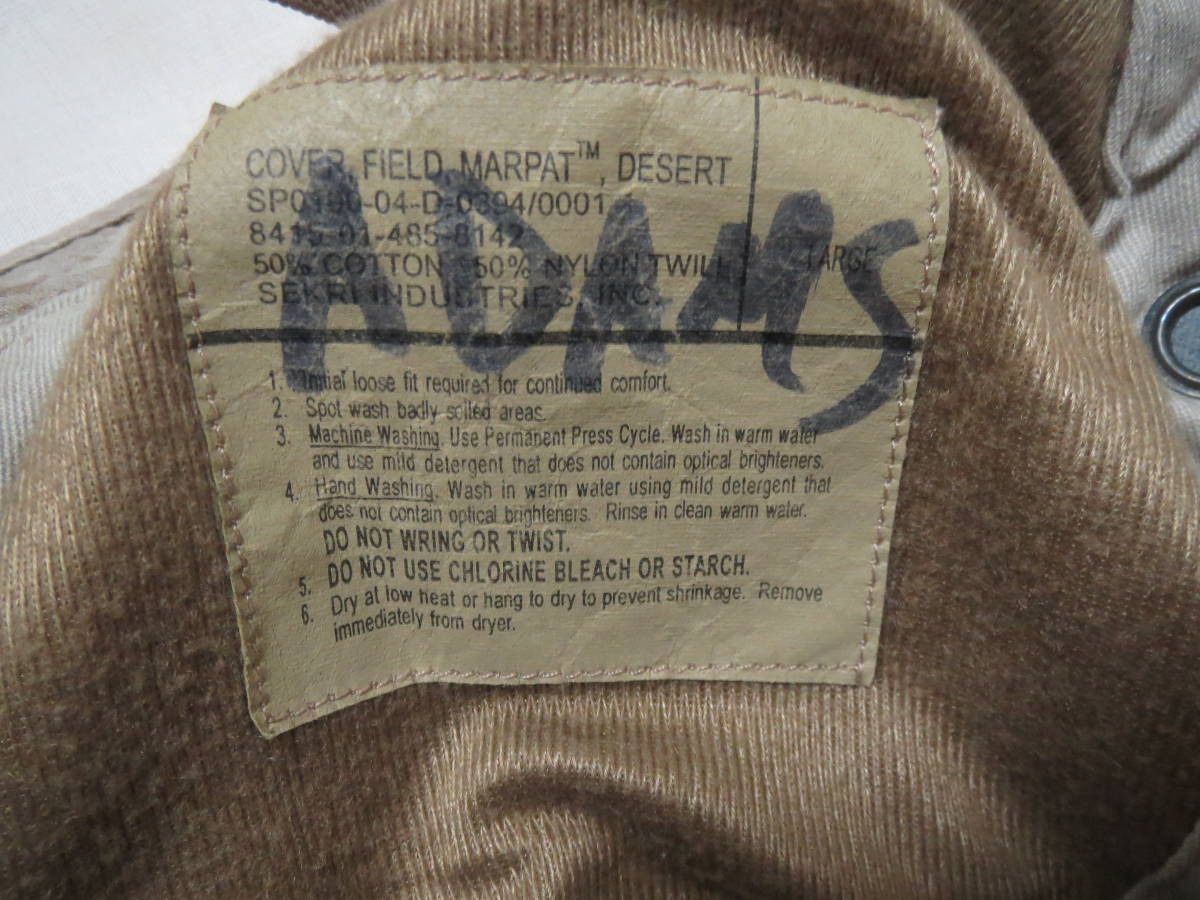 COVER, FIELD, MARPAT™, DESERT
SP0100-04-D-0394/0001
8415-01-485-8142
50% COTTON 50% NYLON TWILL LARGE
SEKRI INDUSTRIES, INC.
ADAMS
1. Initial loose fit required for continued comfort.
2. Spot wash badly soiled areas.
3. Machine Washing. Use Permanent Press Cycle. Wash in warm water
and use mild detergent that does not contain optical brighteners.
4. Hand Washing. Wash in warm water using mild detergent that
does not contain optical brighteners. Rinse in clean warm water.
DO NOT WRING OR TWIST.
5. DO NOT USE CHLORINE BLEACH OR STARCH.
6. Dry at low heat or hang to dry to prevent shrinkage. Remove
immediately from dryer.